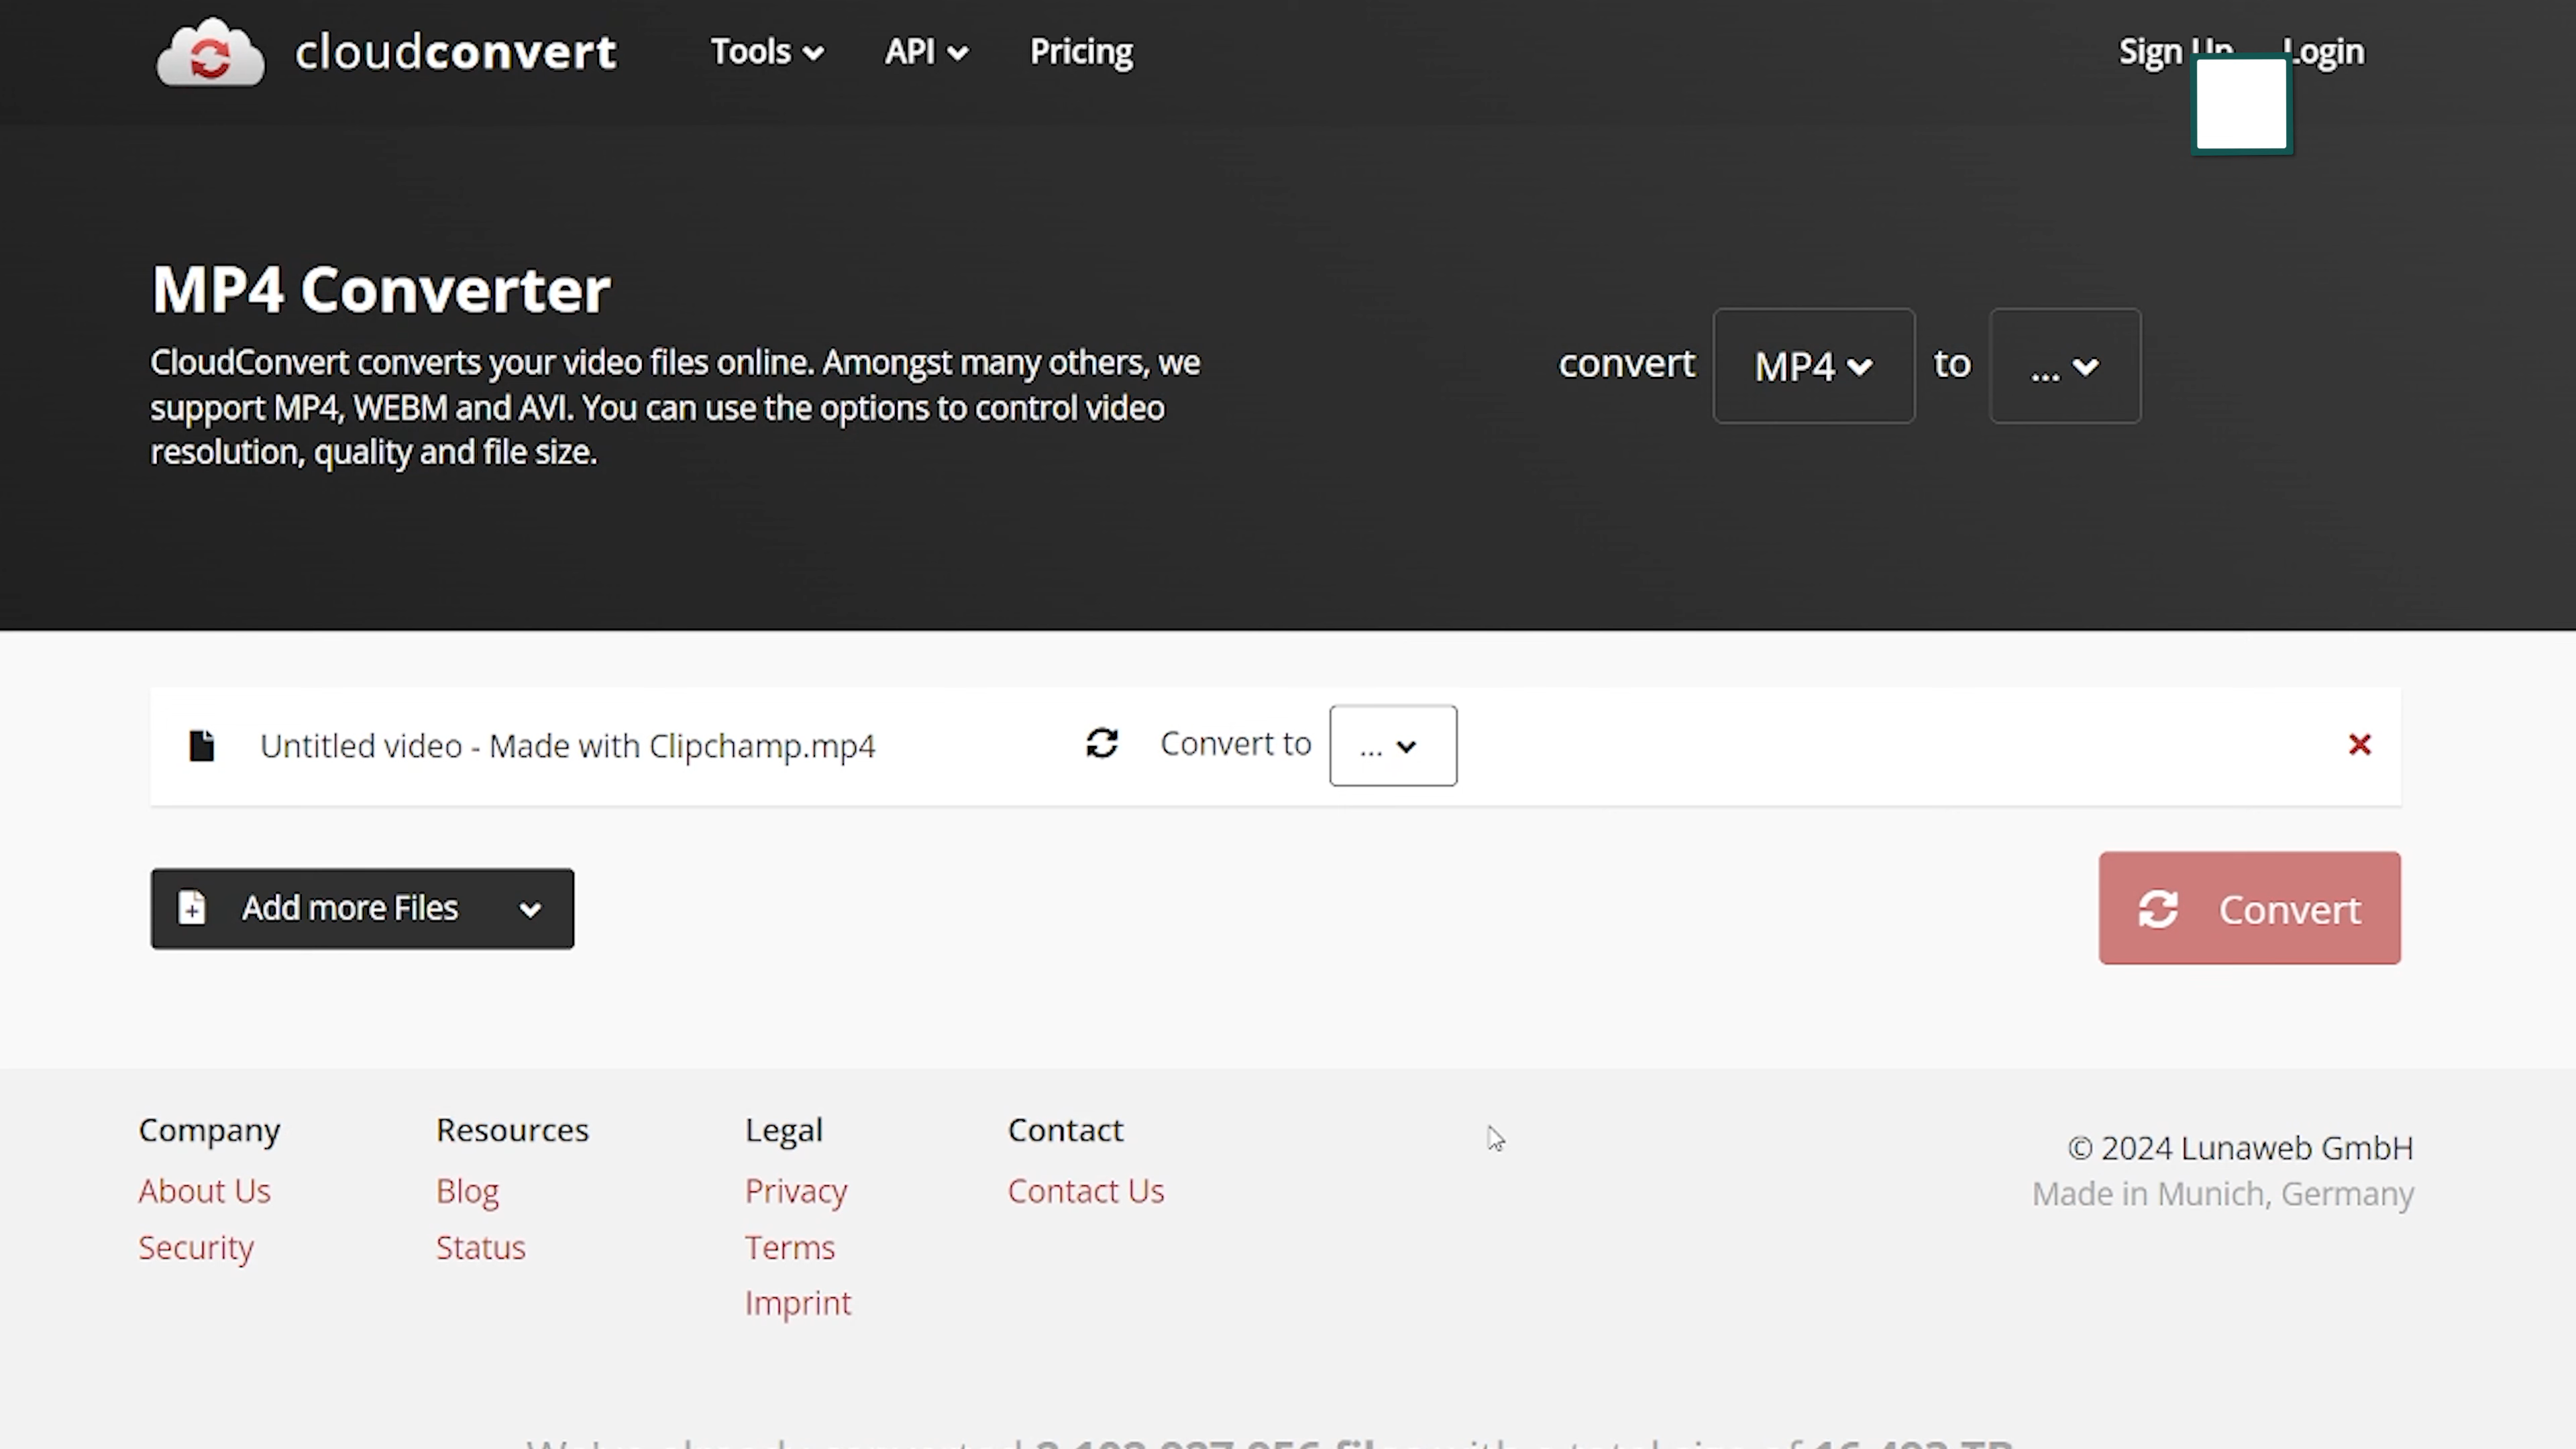 cloudconvert Tools API Pricing Sign Up Login
MP4 Converter
CloudConvert converts your video files online. Amongst many others, we
support MP4, WEBM and AVI. You can use the options to control video
resolution, quality and file size.
convert MP4 to ...
Untitled video - Made with Clipchamp.mp4 Convert to ...
Add more Files
Convert
Company
About Us
Security
Resources
Blog
Status
Legal
Privacy
Terms
Imprint
Contact
Contact Us
© 2024 Lunaweb GmbH
Made in Munich, Germany